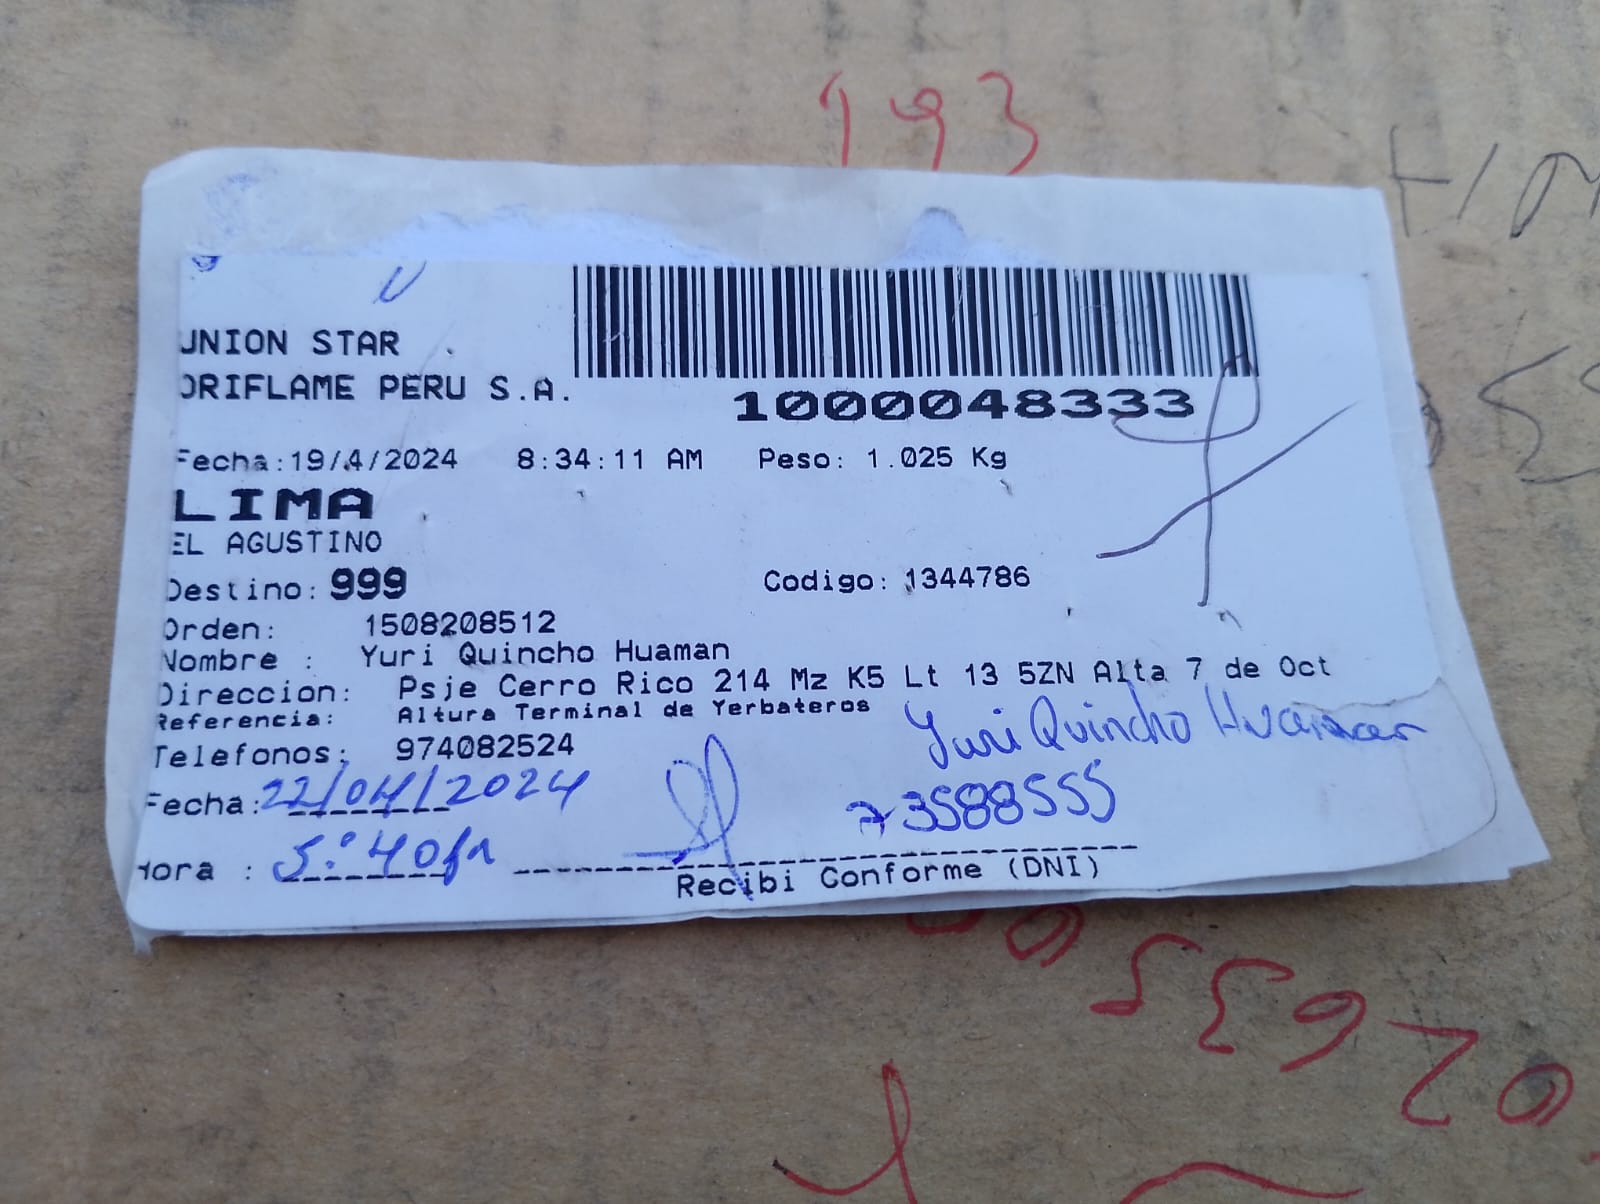 193
UNION STAR
ORIFLAME PERU S.A.
1000048333
Fecha:19/4/2024 8:34:11 AM Peso: 1.025 Kg
LIMA
EL AGUSTINO
Destino: 999 Codigo: 1344786
Orden: 1508208512
Nombre : Yuri Quincho Huaman
Direccion: Psje Cerro Rico 214 Mz K5 Lt 13 5ZN Alta 7 de Oct
Referencia: Altura Terminal de Yerbateros
Telefonos: 974082524
Yuri Quincho Huaman
Fecha: 22/04/2024
73588555
Hora : 5:40pm
Recibi Conforme (DNI)